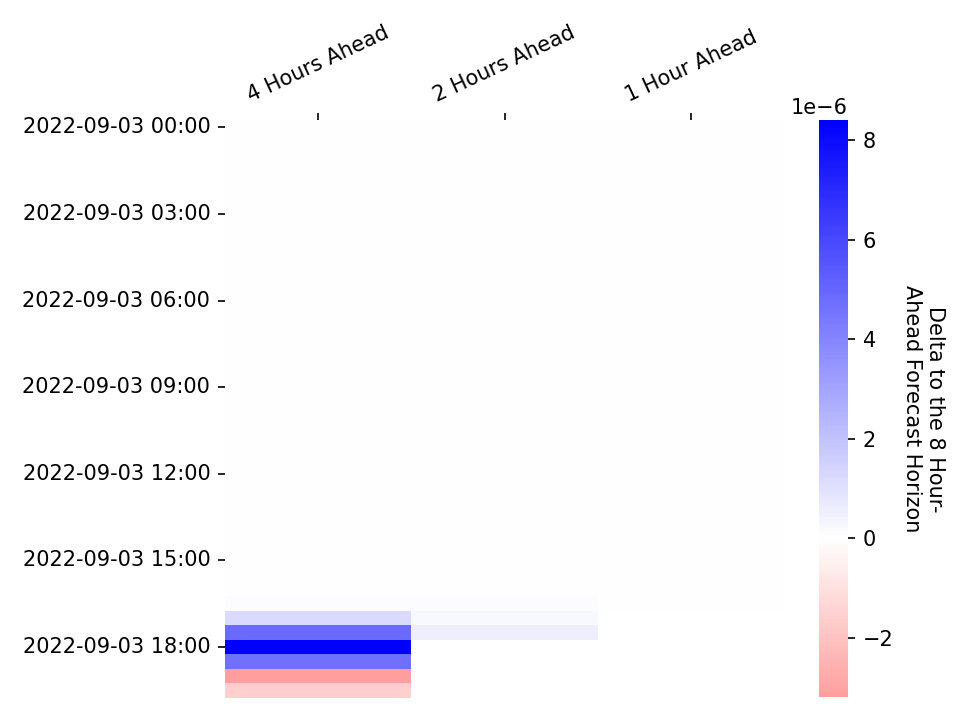 4 Hours Ahead
2 Hours Ahead
1 Hour Ahead
1e−6
2022-09-03 00:00
2022-09-03 03:00
2022-09-03 06:00
2022-09-03 09:00
2022-09-03 12:00
2022-09-03 15:00
2022-09-03 18:00
8
6
4
2
0
−2
Delta to the 8 Hour-
Ahead Forecast Horizon